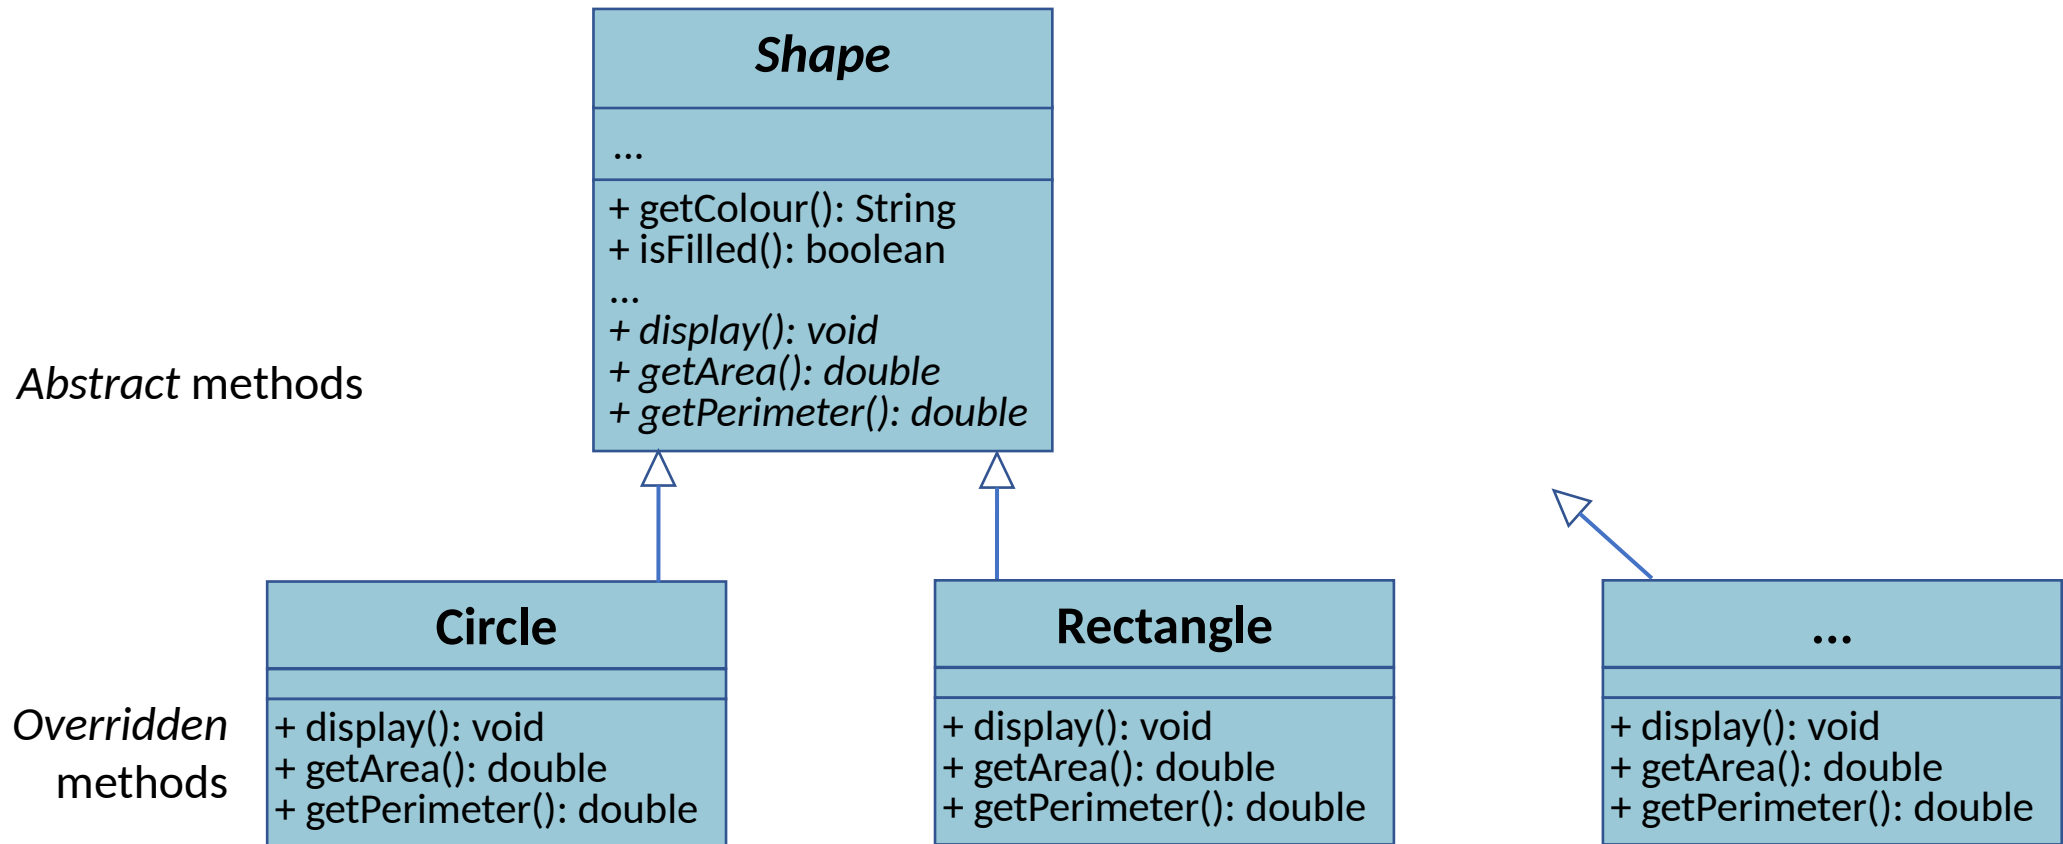 Shape
...
+ getColour(): String
+ isFilled(): boolean
...
+ display(): void
+ getArea(): double
+ getPerimeter(): double
Abstract methods
Circle
+ display(): void
+ getArea(): double
+ getPerimeter(): double
Rectangle
+ display(): void
+ getArea(): double
+ getPerimeter(): double
...
+ display(): void
+ getArea(): double
+ getPerimeter(): double
Overridden
methods